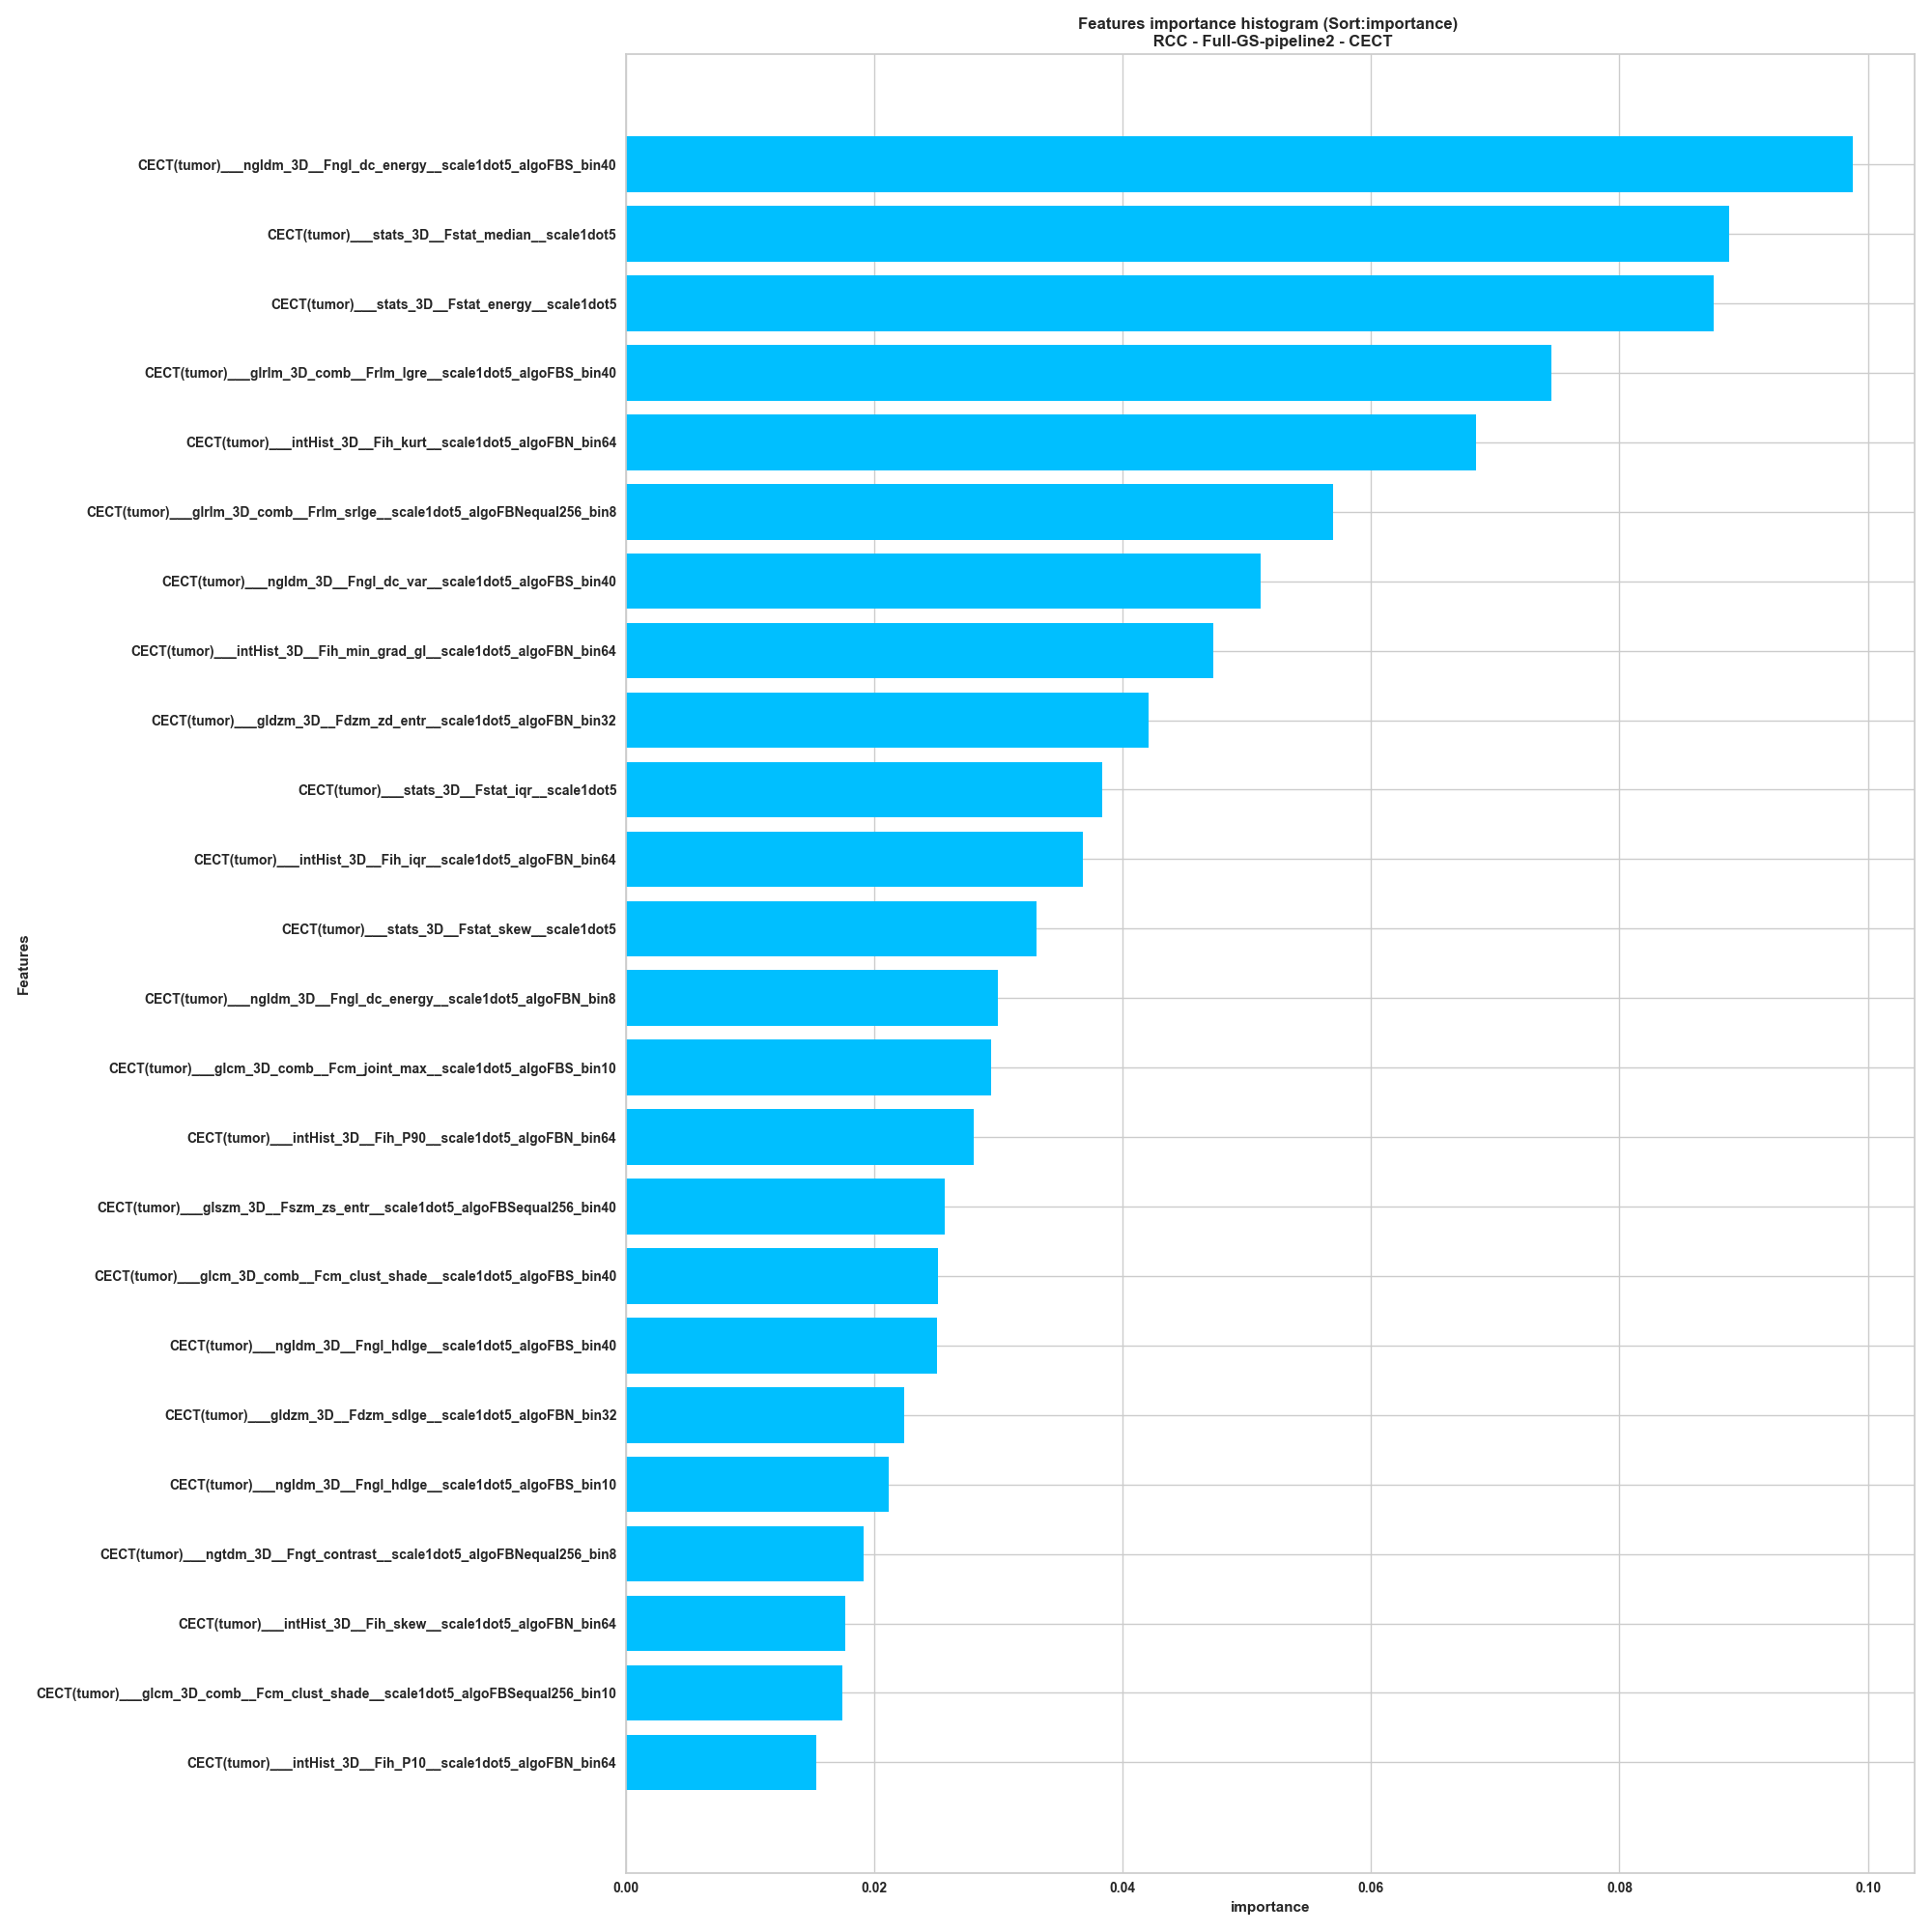 Features importance histogram (Sort:importance)
RCC - Full-GS-pipeline2 - CECT
CECT(tumor)___ngldm_3D__Fngl_dc_energy__scale1dot5_algoFBS_bin40
CECT(tumor)___stats_3D__Fstat_median__scale1dot5
CECT(tumor)___stats_3D__Fstat_energy__scale1dot5
CECT(tumor)___glrlm_3D_comb__Frlm_lgre__scale1dot5_algoFBS_bin40
CECT(tumor)___intHist_3D__Fih_kurt__scale1dot5_algoFBN_bin64
CECT(tumor)___glrlm_3D_comb__Frlm_srlge__scale1dot5_algoFBNequal256_bin8
CECT(tumor)___ngldm_3D__Fngl_dc_var__scale1dot5_algoFBS_bin40
CECT(tumor)___intHist_3D__Fih_min_grad_gl__scale1dot5_algoFBN_bin64
CECT(tumor)___gldzm_3D__Fdzm_zd_entr__scale1dot5_algoFBN_bin32
CECT(tumor)___stats_3D__Fstat_iqr__scale1dot5
CECT(tumor)___intHist_3D__Fih_iqr__scale1dot5_algoFBN_bin64
CECT(tumor)___stats_3D__Fstat_skew__scale1dot5
CECT(tumor)___ngldm_3D__Fngl_dc_energy__scale1dot5_algoFBN_bin8
CECT(tumor)___glcm_3D_comb__Fcm_joint_max__scale1dot5_algoFBS_bin10
CECT(tumor)___intHist_3D__Fih_P90__scale1dot5_algoFBN_bin64
CECT(tumor)___glszm_3D__Fszm_zs_entr__scale1dot5_algoFBSequal256_bin40
CECT(tumor)___glcm_3D_comb__Fcm_clust_shade__scale1dot5_algoFBS_bin40
CECT(tumor)___ngldm_3D__Fngl_hdlge__scale1dot5_algoFBS_bin40
CECT(tumor)___gldzm_3D__Fdzm_sdlge__scale1dot5_algoFBN_bin32
CECT(tumor)___ngldm_3D__Fngl_hdlge__scale1dot5_algoFBS_bin10
CECT(tumor)___ngtdm_3D__Fngt_contrast__scale1dot5_algoFBNequal256_bin8
CECT(tumor)___intHist_3D__Fih_skew__scale1dot5_algoFBN_bin64
CECT(tumor)___glcm_3D_comb__Fcm_clust_shade__scale1dot5_algoFBSequal256_bin10
CECT(tumor)___intHist_3D__Fih_P10__scale1dot5_algoFBN_bin64
Features
0.00 0.02 0.04 0.06 0.08 0.10
importance